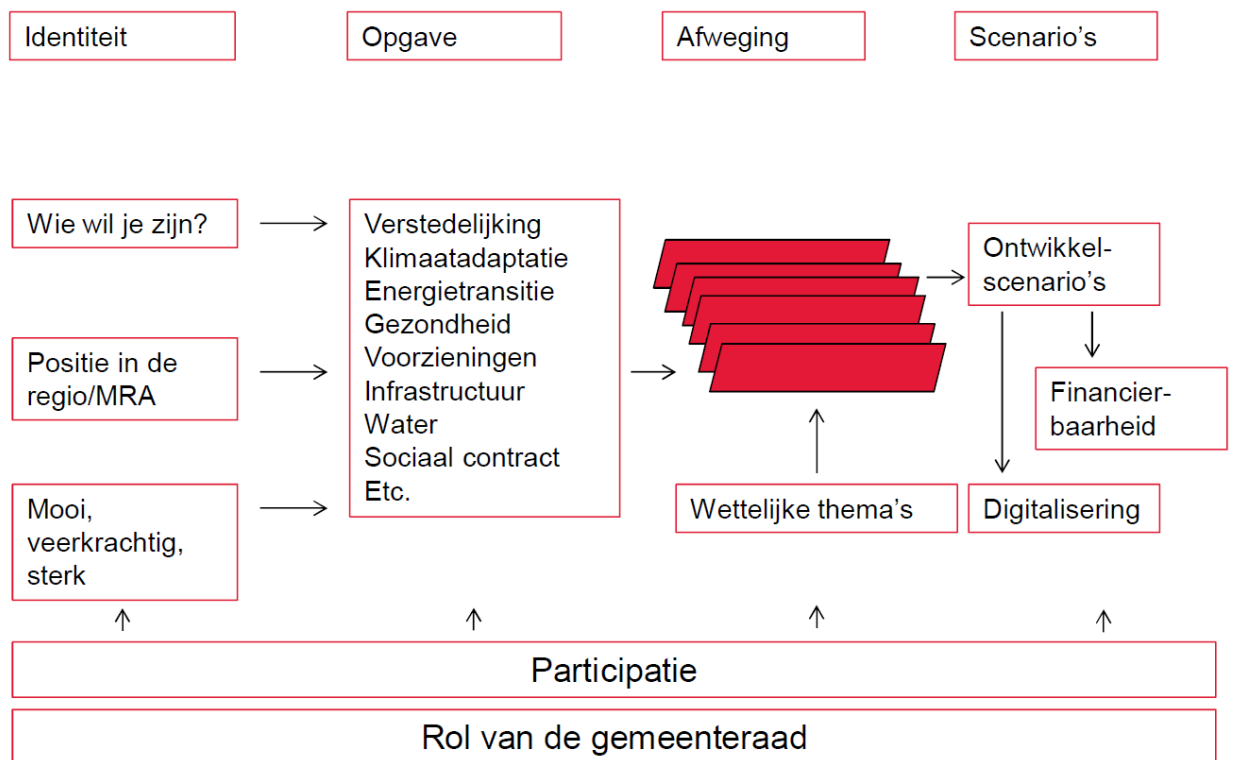 Identiteit
Opgave
Afweging
Scenario's
Wie wil je zijn?
Positie in de
regio/MRA
Mooi,
veerkrachtig,
sterk
Verstedelijking
Klimaatadaptatie
Energietransitie
Gezondheid
Voorzieningen
Infrastructuur
Water
Sociaal contract
Etc.
Wettelijke thema's
Ontwikkel-
scenario's
Financier-
baarheid
Digitalisering
Participatie
Rol van de gemeenteraad